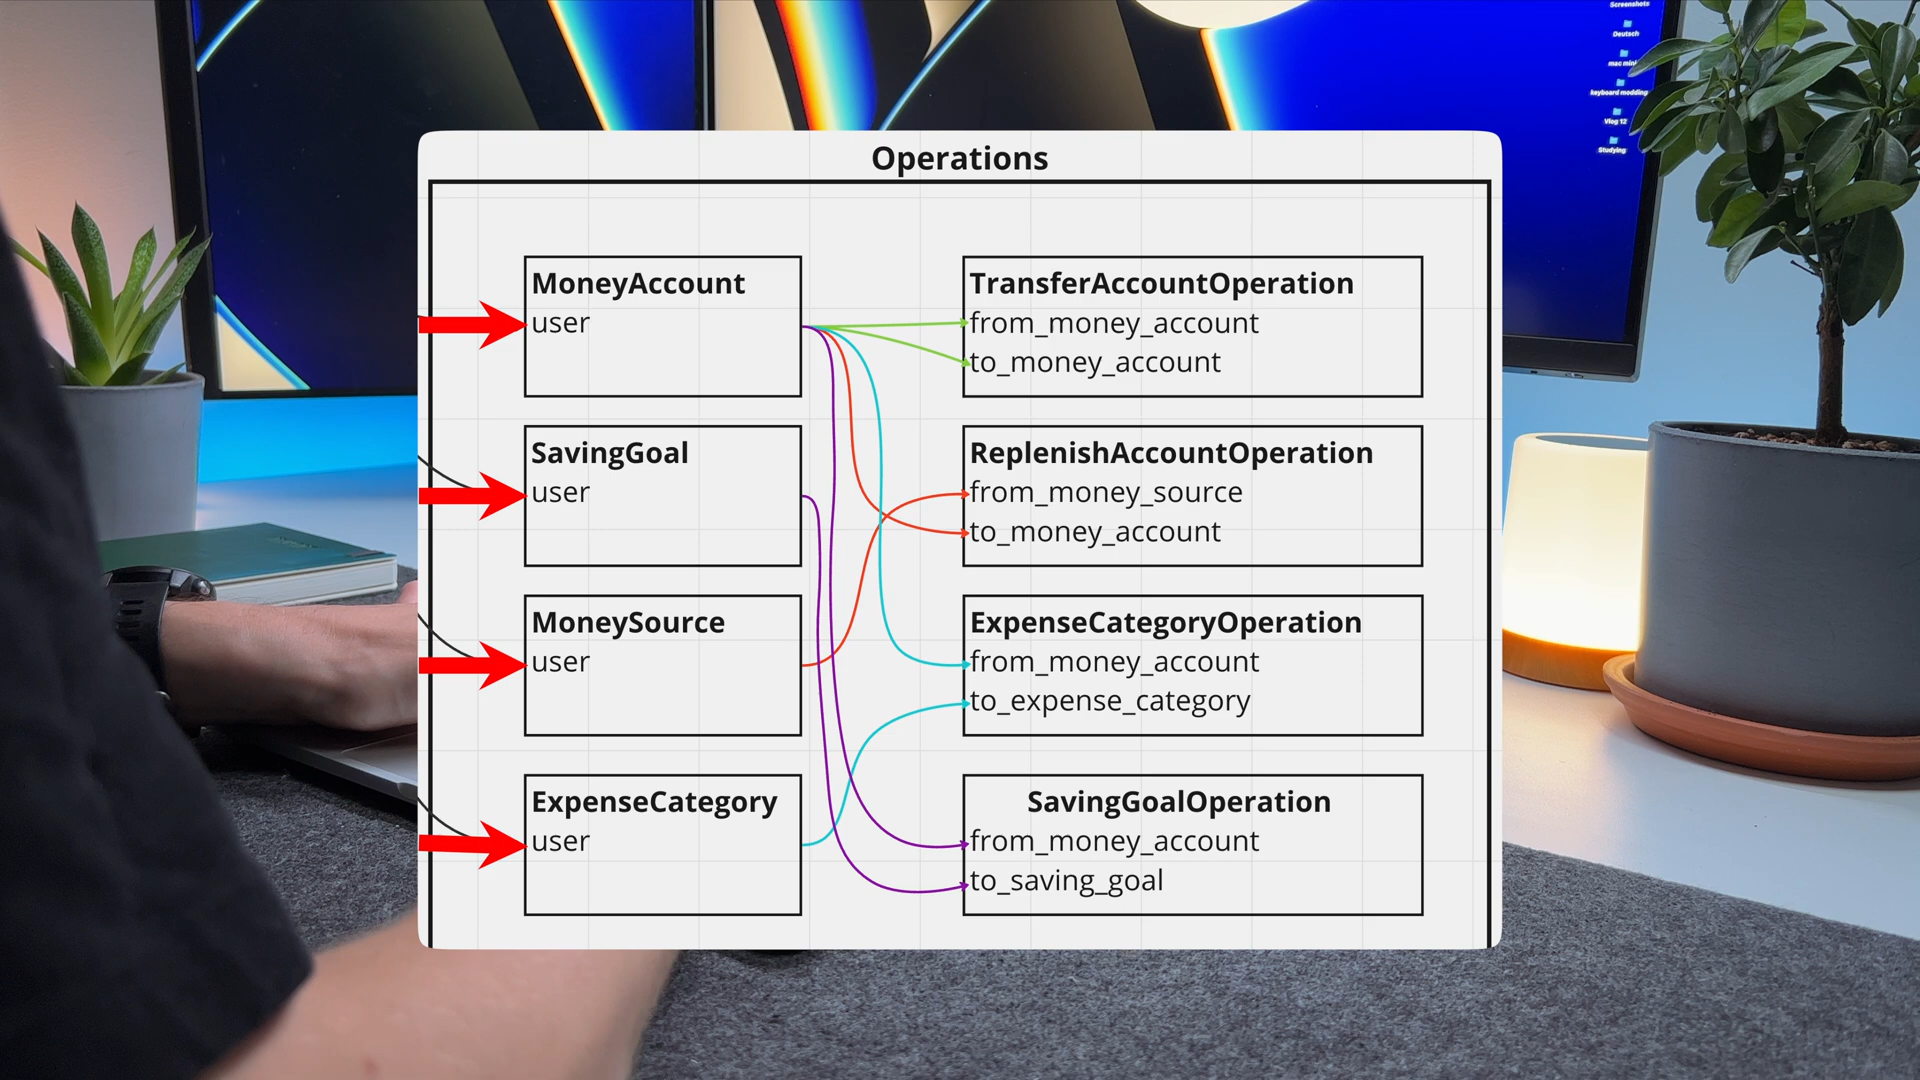 Operations
MoneyAccount
user
SavingGoal
user
MoneySource
user
ExpenseCategory
user
TransferAccountOperation
from_money_account
to_money_account
ReplenishAccountOperation
from_money_source
to_money_account
ExpenseCategoryOperation
from_money_account
to_expense_category
SavingGoalOperation
from_money_account
to_saving_goal
Screenshots
Deutsch
mac mini
keyboard modding
Vlog 12
Studying